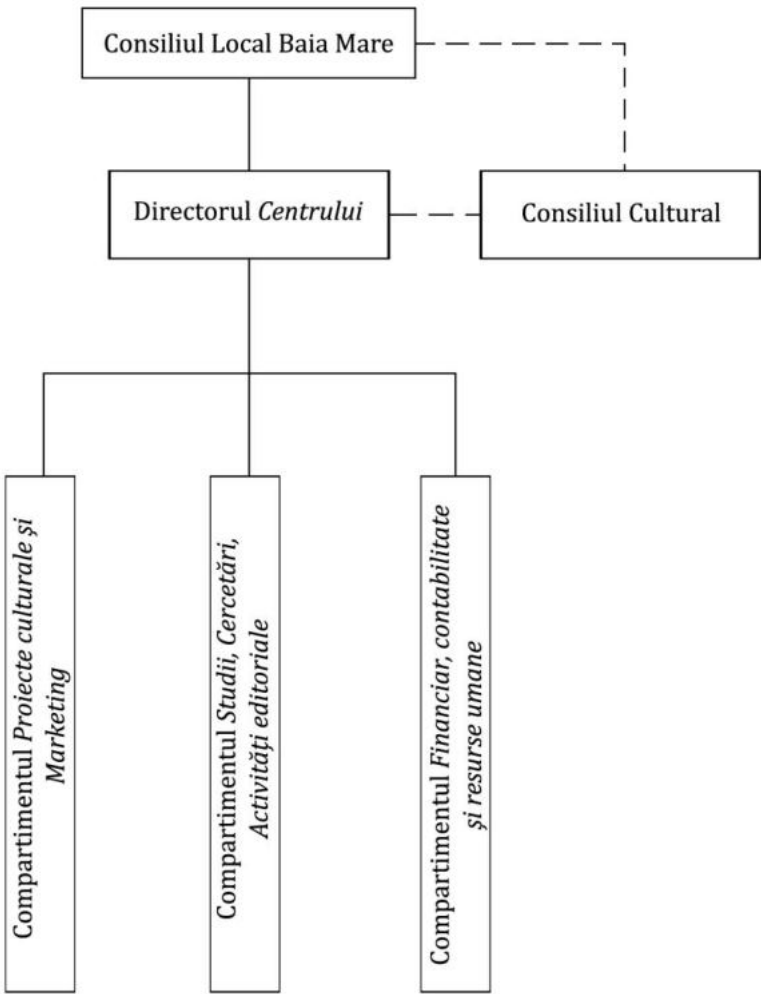 Consiliul Local Baia Mare
Directorul Centrului
Consiliul Cultural
Compartimentul Proiecte culturale și
Marketing
Compartimentul Studii, Cercetări,
Activități editoriale
Compartimentul Financiar, contabilitate
și resurse umane